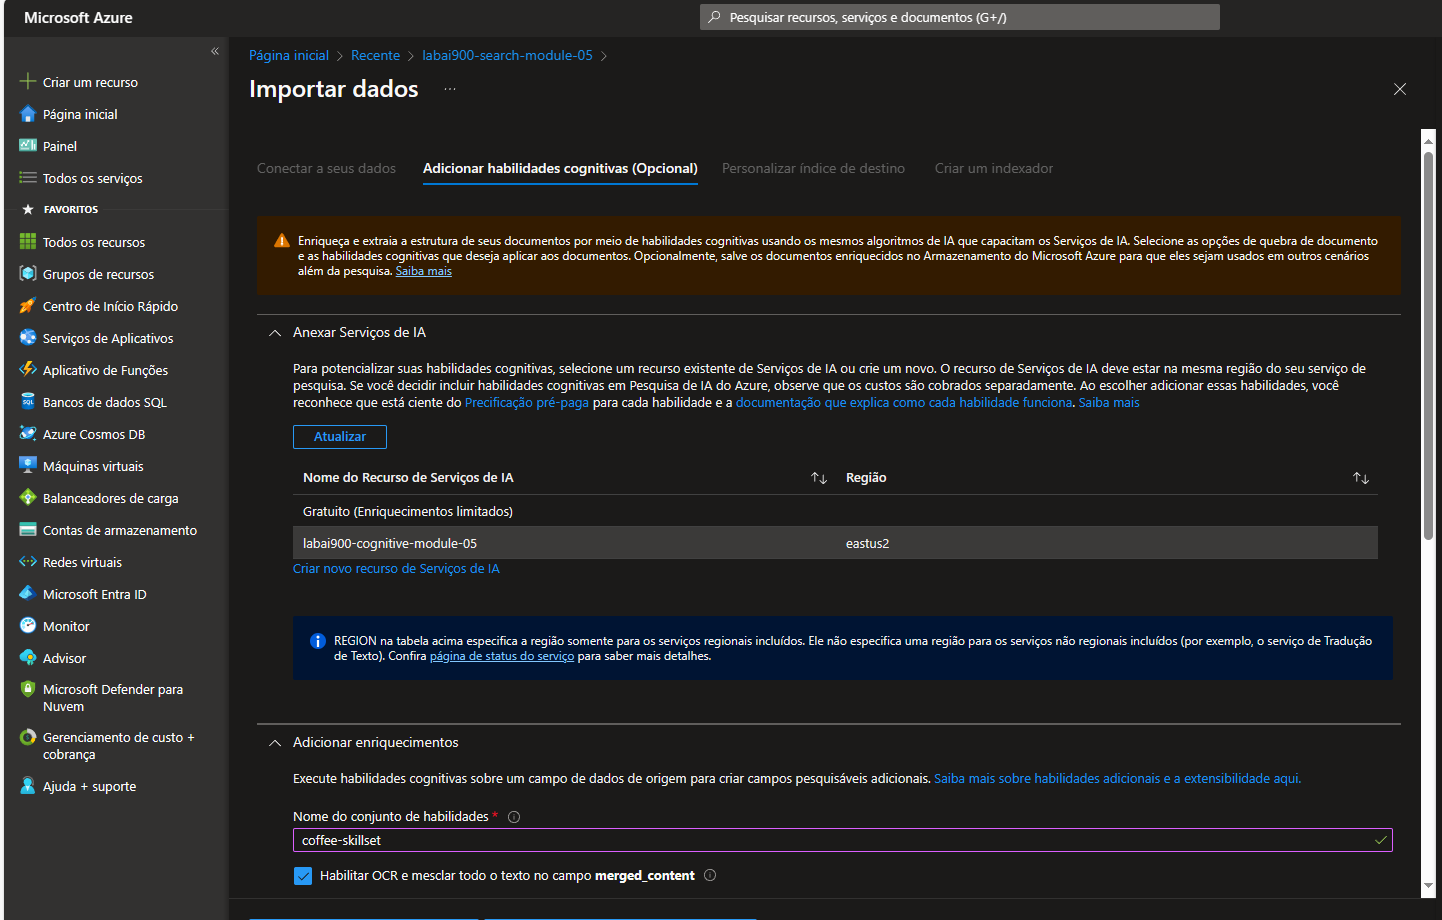 Microsoft Azure
Pesquisar recursos, serviços e documentos (G+/)
«
Criar um recurso
Página inicial
Painel
Todos os serviços
FAVORITOS
Todos os recursos
Grupos de recursos
Centro de Início Rápido
Serviços de Aplicativos
Aplicativo de Funções
Bancos de dados SQL
Azure Cosmos DB
Máquinas virtuais
Balanceadores de carga
Contas de armazenamento
Redes virtuais
Microsoft Entra ID
Monitor
Advisor
Microsoft Defender para
Nuvem
Gerenciamento de custo +
cobrança
Ajuda + suporte
Página inicial > Recente > labai900-search-module-05 >
Importar dados ...
Conectar a seus dados Adicionar habilidades cognitivas (Opcional) Personalizar índice de destino Criar um indexador
Enriqueça e extraia a estrutura de seus documentos por meio de habilidades cognitivas usando os mesmos algoritmos de IA que capacitam os Serviços de IA. Selecione as opções de quebra de documento
e as habilidades cognitivas que deseja aplicar aos documentos. Opcionalmente, salve os documentos enriquecidos no Armazenamento do Microsoft Azure para que eles sejam usados em outros cenários
além da pesquisa. Saiba mais
Anexar Serviços de IA
Para potencializar suas habilidades cognitivas, selecione um recurso existente de Serviços de IA ou crie um novo. O recurso de Serviços de IA deve estar na mesma região do seu serviço de
pesquisa. Se você decidir incluir habilidades cognitivas em Pesquisa de IA do Azure, observe que os custos são cobrados separadamente. Ao escolher adicionar essas habilidades, você
reconhece que está ciente do Precificação pré-paga para cada habilidade e a documentação que explica como cada habilidade funciona. Saiba mais
Atualizar
Nome do Recurso de Serviços de IA ↑↓ Região ↑↓
Gratuito (Enriquecimentos limitados)
labai900-cognitive-module-05 eastus2
Criar novo recurso de Serviços de IA
REGION na tabela acima especifica a região somente para os serviços regionais incluídos. Ele não especifica uma região para os serviços não regionais incluídos (por exemplo, o serviço de Tradução
de Texto). Confira página de status do serviço para saber mais detalhes.
Adicionar enriquecimentos
Execute habilidades cognitivas sobre um campo de dados de origem para criar campos pesquisáveis adicionais. Saiba mais sobre habilidades adicionais e a extensibilidade aqui.
Nome do conjunto de habilidades *
coffee-skillset
Habilitar OCR e mesclar todo o texto no campo merged_content